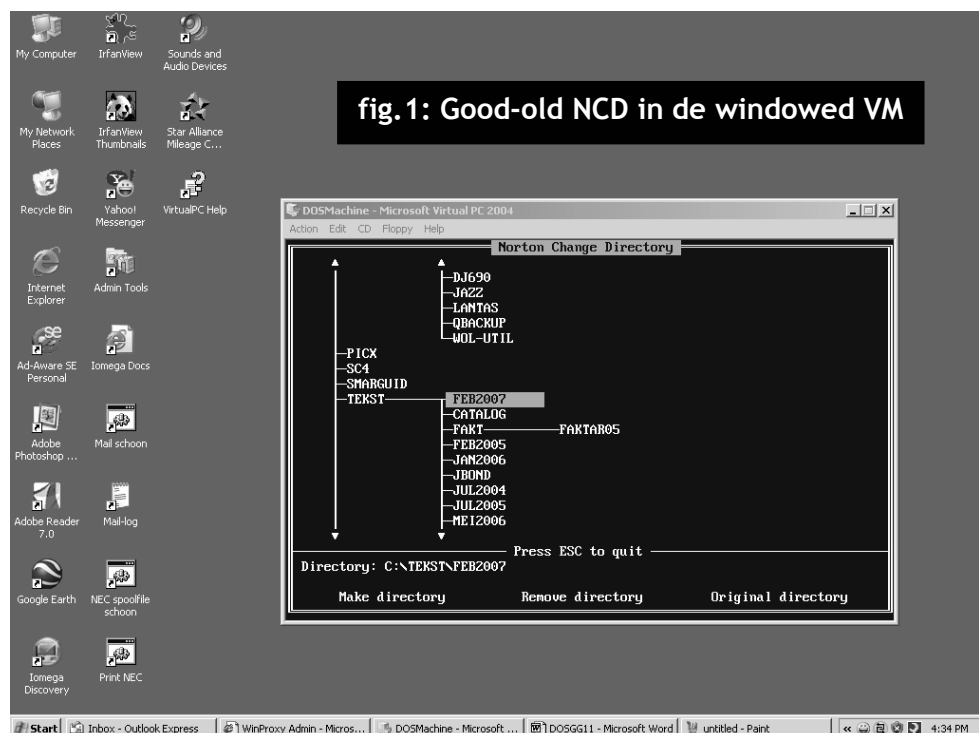 My Computer
IrfanView
Sounds and
Audio Devices
fig.1: Good-old NCD in de windowed VM
My Network
Places
IrfanView
Thumbnails
Star Alliance
Mileage C...
Recycle Bin
Yahoo!
Messenger
VirtualPC Help
Internet
Explorer
Admin Tools
Ad-Aware SE
Personal
Iomega Docs
Adobe
Photoshop ...
Mail schoon
Adobe Reader
7.0
Mail-log
Google Earth
NEC spoolfile
schoon
Iomega
Discovery
Print NEC
DOSMachine - Microsoft Virtual PC 2004
Action Edit CD Floppy Help
Norton Change Directory
DJ690
JAZZ
LANTAS
QBACKUP
WOL-UTIL
PICX
SC4
SMARGUID
TEKST FEB2007
CATALOG
FAKT FAKTAR05
FEB2005
JAN2006
JBOND
JUL2004
JUL2005
MEI2006
Press ESC to quit
Directory: C:\TEKST\FEB2007
Make directory Remove directory Original directory
Start Inbox - Outlook Express WinProxy Admin - Micros... DOSMachine - Microsoft ... DOSGG11 - Microsoft Word untitled - Paint « 4:34 PM